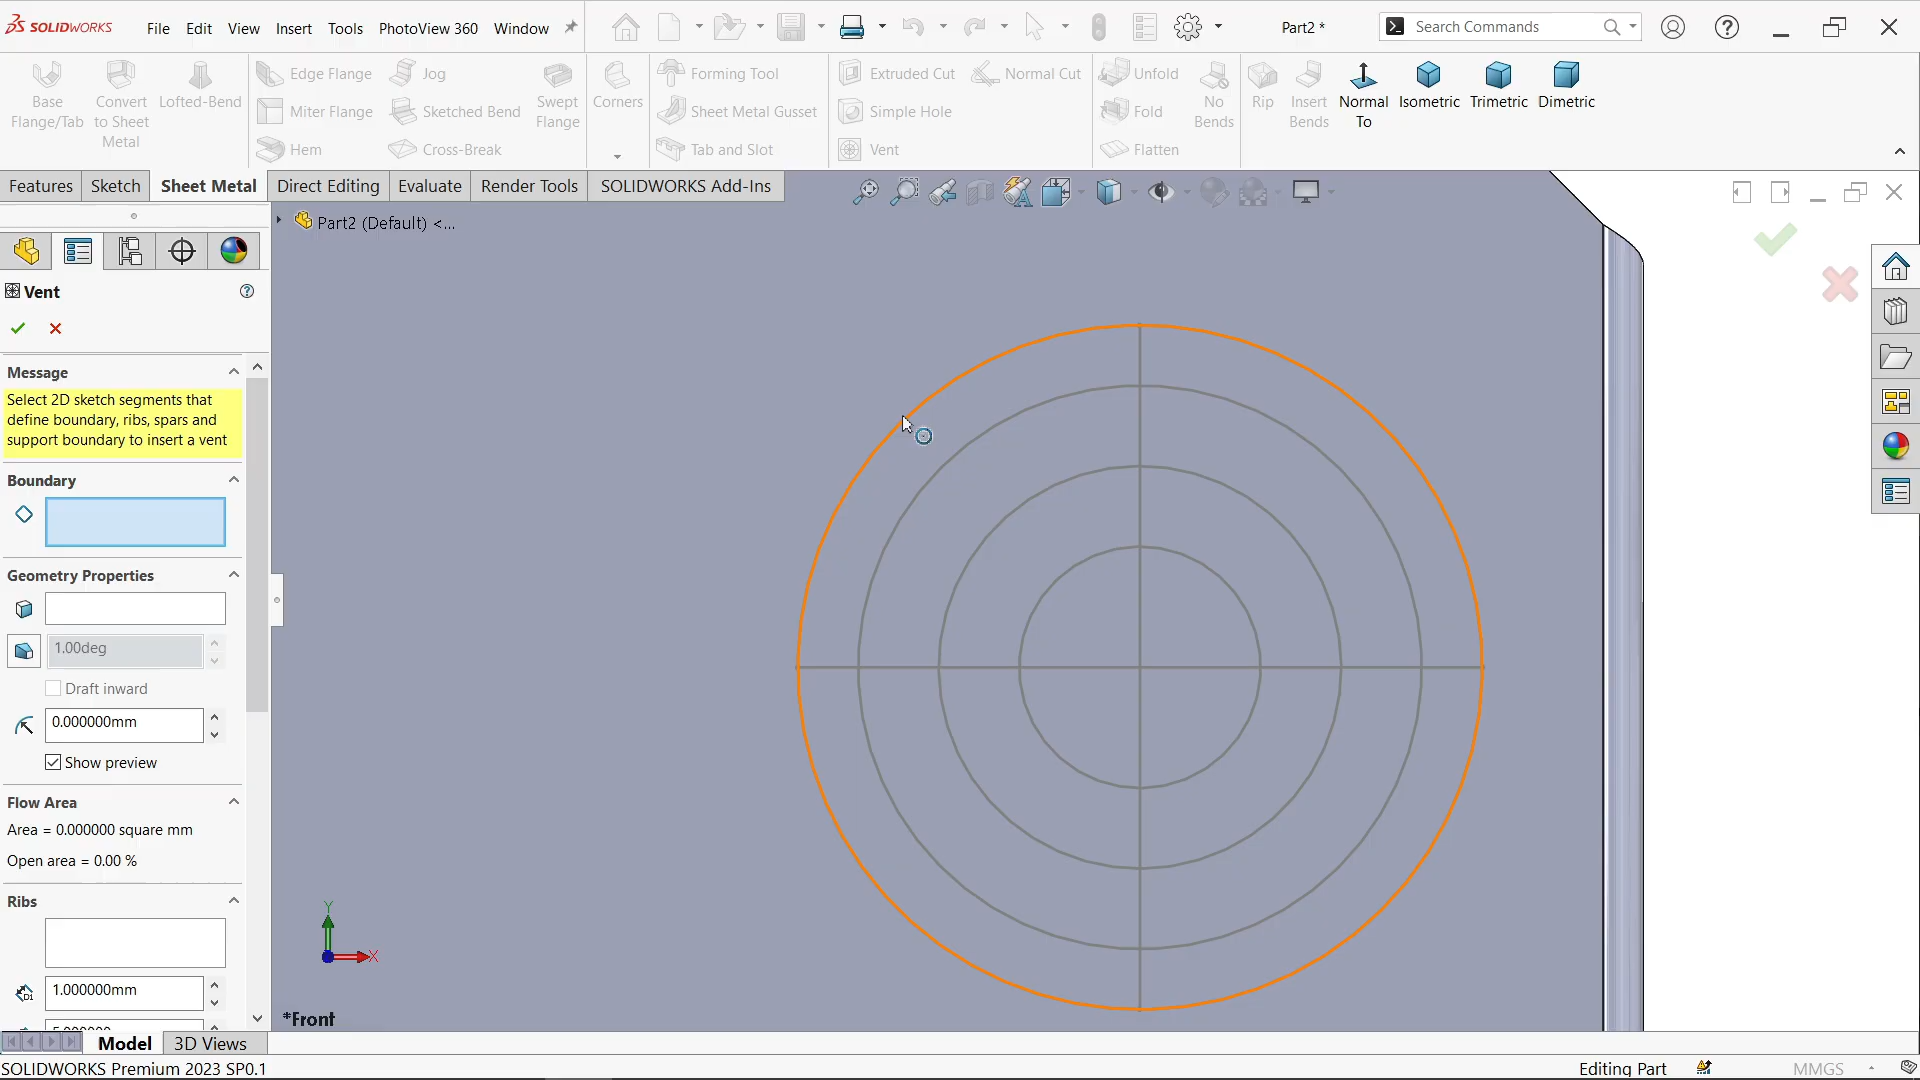 SOLIDWORKS
File Edit View Insert Tools PhotoView 360 Window
Part2 *
Search Commands
Base Flange/Tab
Convert to Sheet Metal
Lofted-Bend
Edge Flange
Miter Flange
Hem
Jog
Sketched Bend
Cross-Break
Swept Flange
Corners
Forming Tool
Sheet Metal Gusset
Tab and Slot
Extruded Cut
Simple Hole
Vent
Normal Cut
Unfold
Fold
Flatten
No Bends
Rip
Insert Bends
Normal To
Isometric
Trimetric
Dimetric
Features Sketch Sheet Metal Direct Editing Evaluate Render Tools SOLIDWORKS Add-Ins
Part2 (Default) <...
Vent
Message
Select 2D sketch segments that
define boundary, ribs, spars and
support boundary to insert a vent
Boundary
Geometry Properties
1.00deg
Draft inward
0.000000mm
Show preview
Flow Area
Area = 0.000000 square mm
Open area = 0.00 %
Ribs
D1
1.000000mm
Y
X
*Front
Model 3D Views
SOLIDWORKS Premium 2023 SP0.1
Editing Part
MMGS